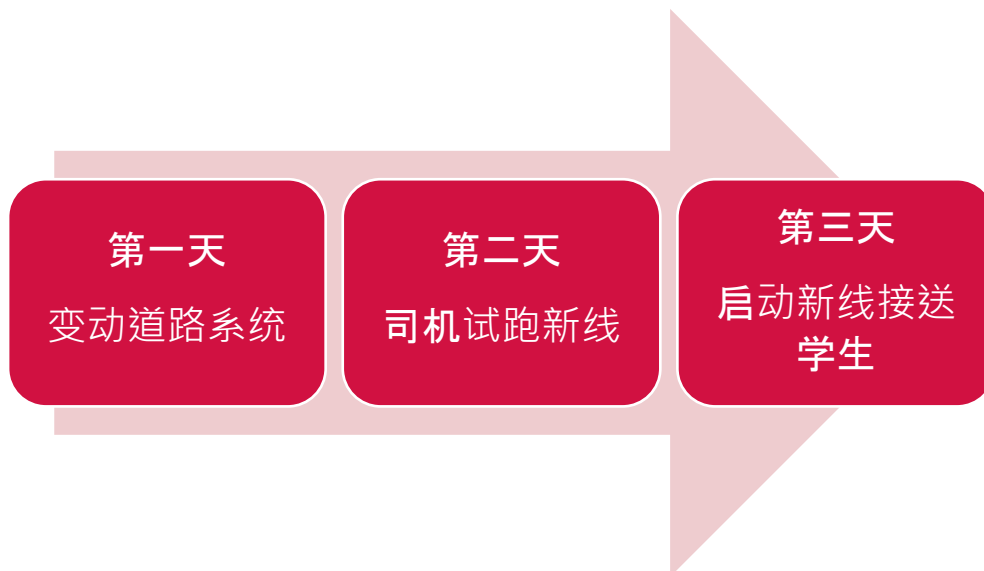 第一天
变动道路系统
第二天
司机试跑新线
第三天
启动新线接送
学生